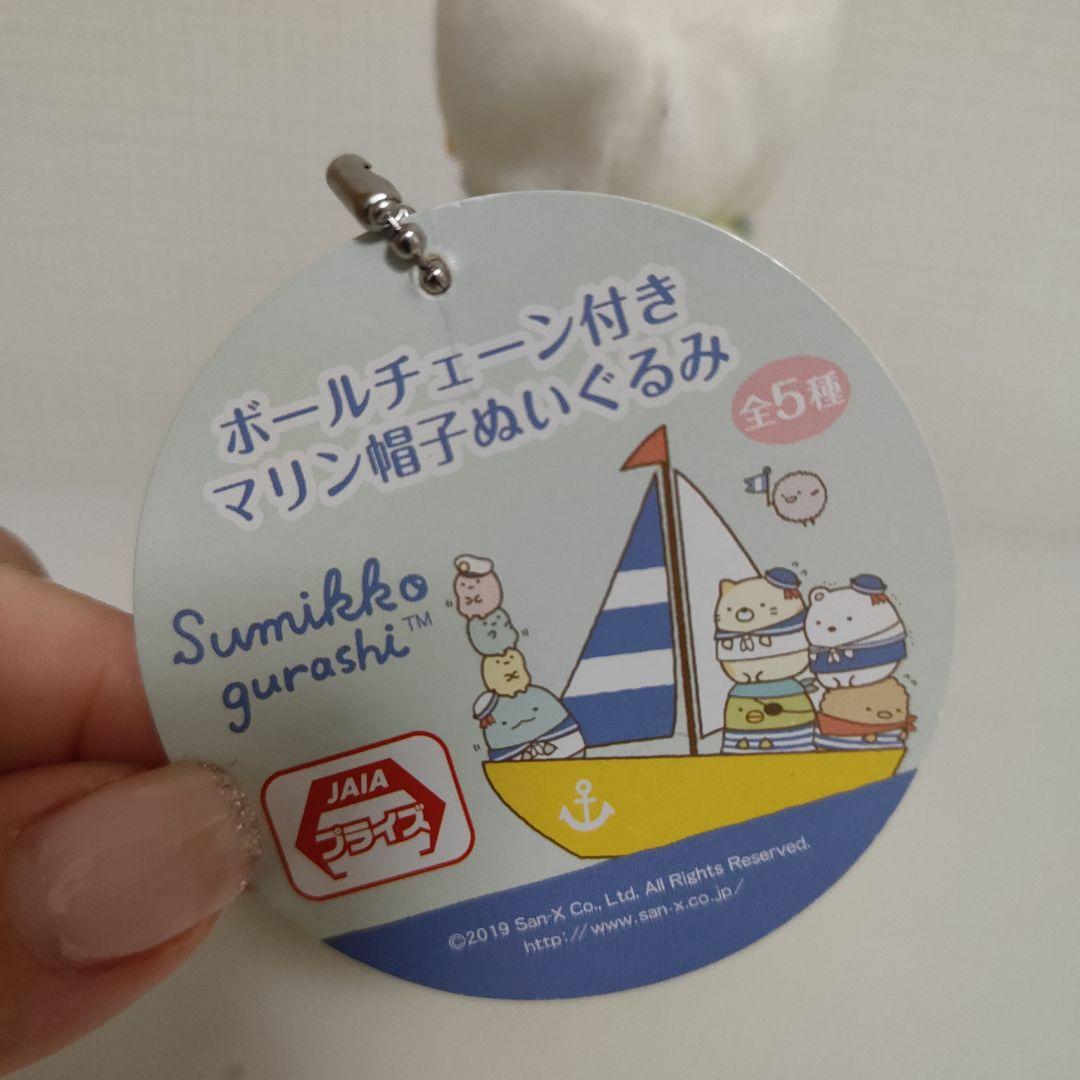 ボールチェーン付き
マリン帽子ぬいぐるみ
全5種
Sumikko
gurashi™
JAIA
プライズ
©2019 San-X Co., Ltd. All Rights Reserved.
http://www.san-x.co.jp/